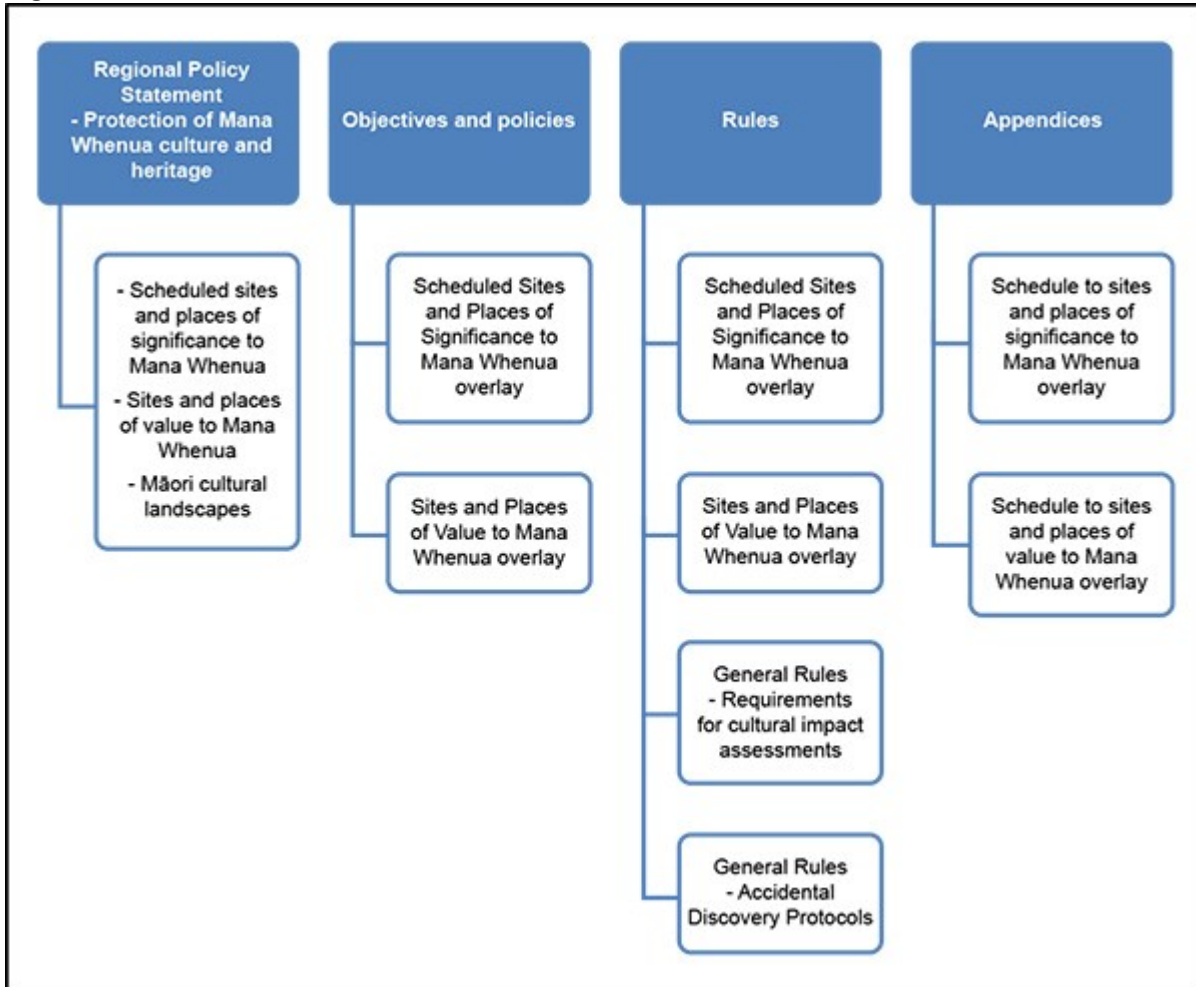 Regional Policy
Statement
- Protection of Mana
Whenua culture and
heritage
- Scheduled sites
and places of
significance to
Mana Whenua
- Sites and places
of value to Mana
Whenua
- Māori cultural
landscapes
Objectives and policies
Scheduled Sites
and Places of
Significance to
Mana Whenua
overlay
Sites and Places
of Value to Mana
Whenua overlay
Rules
Scheduled Sites
and Places of
Significance to
Mana Whenua
overlay
Sites and Places
of Value to Mana
Whenua overlay
General Rules
- Requirements
for cultural impact
assessments
General Rules
- Accidental
Discovery Protocols
Appendices
Schedule to sites
and places of
significance to
Mana Whenua
overlay
Schedule to sites
and places of
value to Mana
Whenua overlay